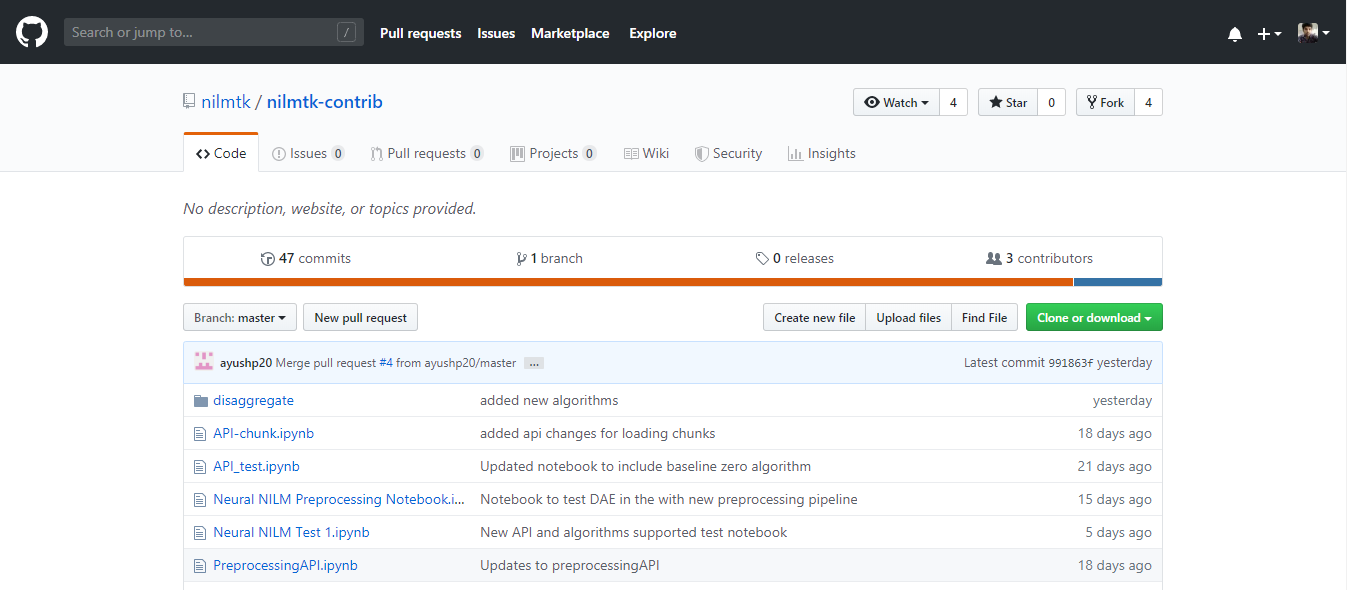 Search or jump to... / Pull requests Issues Marketplace Explore
nilmtk / nilmtk-contrib Watch 4 Star 0 Fork 4
Code Issues 0 Pull requests 0 Projects 0 Wiki Security Insights
No description, website, or topics provided.
47 commits 1 branch 0 releases 3 contributors
Branch: master New pull request Create new file Upload files Find File Clone or download
ayushp20 Merge pull request #4 from ayushp20/master ... Latest commit 991863f yesterday
disaggregate added new algorithms yesterday
API-chunk.ipynb added api changes for loading chunks 18 days ago
API_test.ipynb Updated notebook to include baseline zero algorithm 21 days ago
Neural NILM Preprocessing Notebook.i... Notebook to test DAE in the with new preprocessing pipeline 15 days ago
Neural NILM Test 1.ipynb New API and algorithms supported test notebook 5 days ago
PreprocessingAPI.ipynb Updates to preprocessingAPI 18 days ago